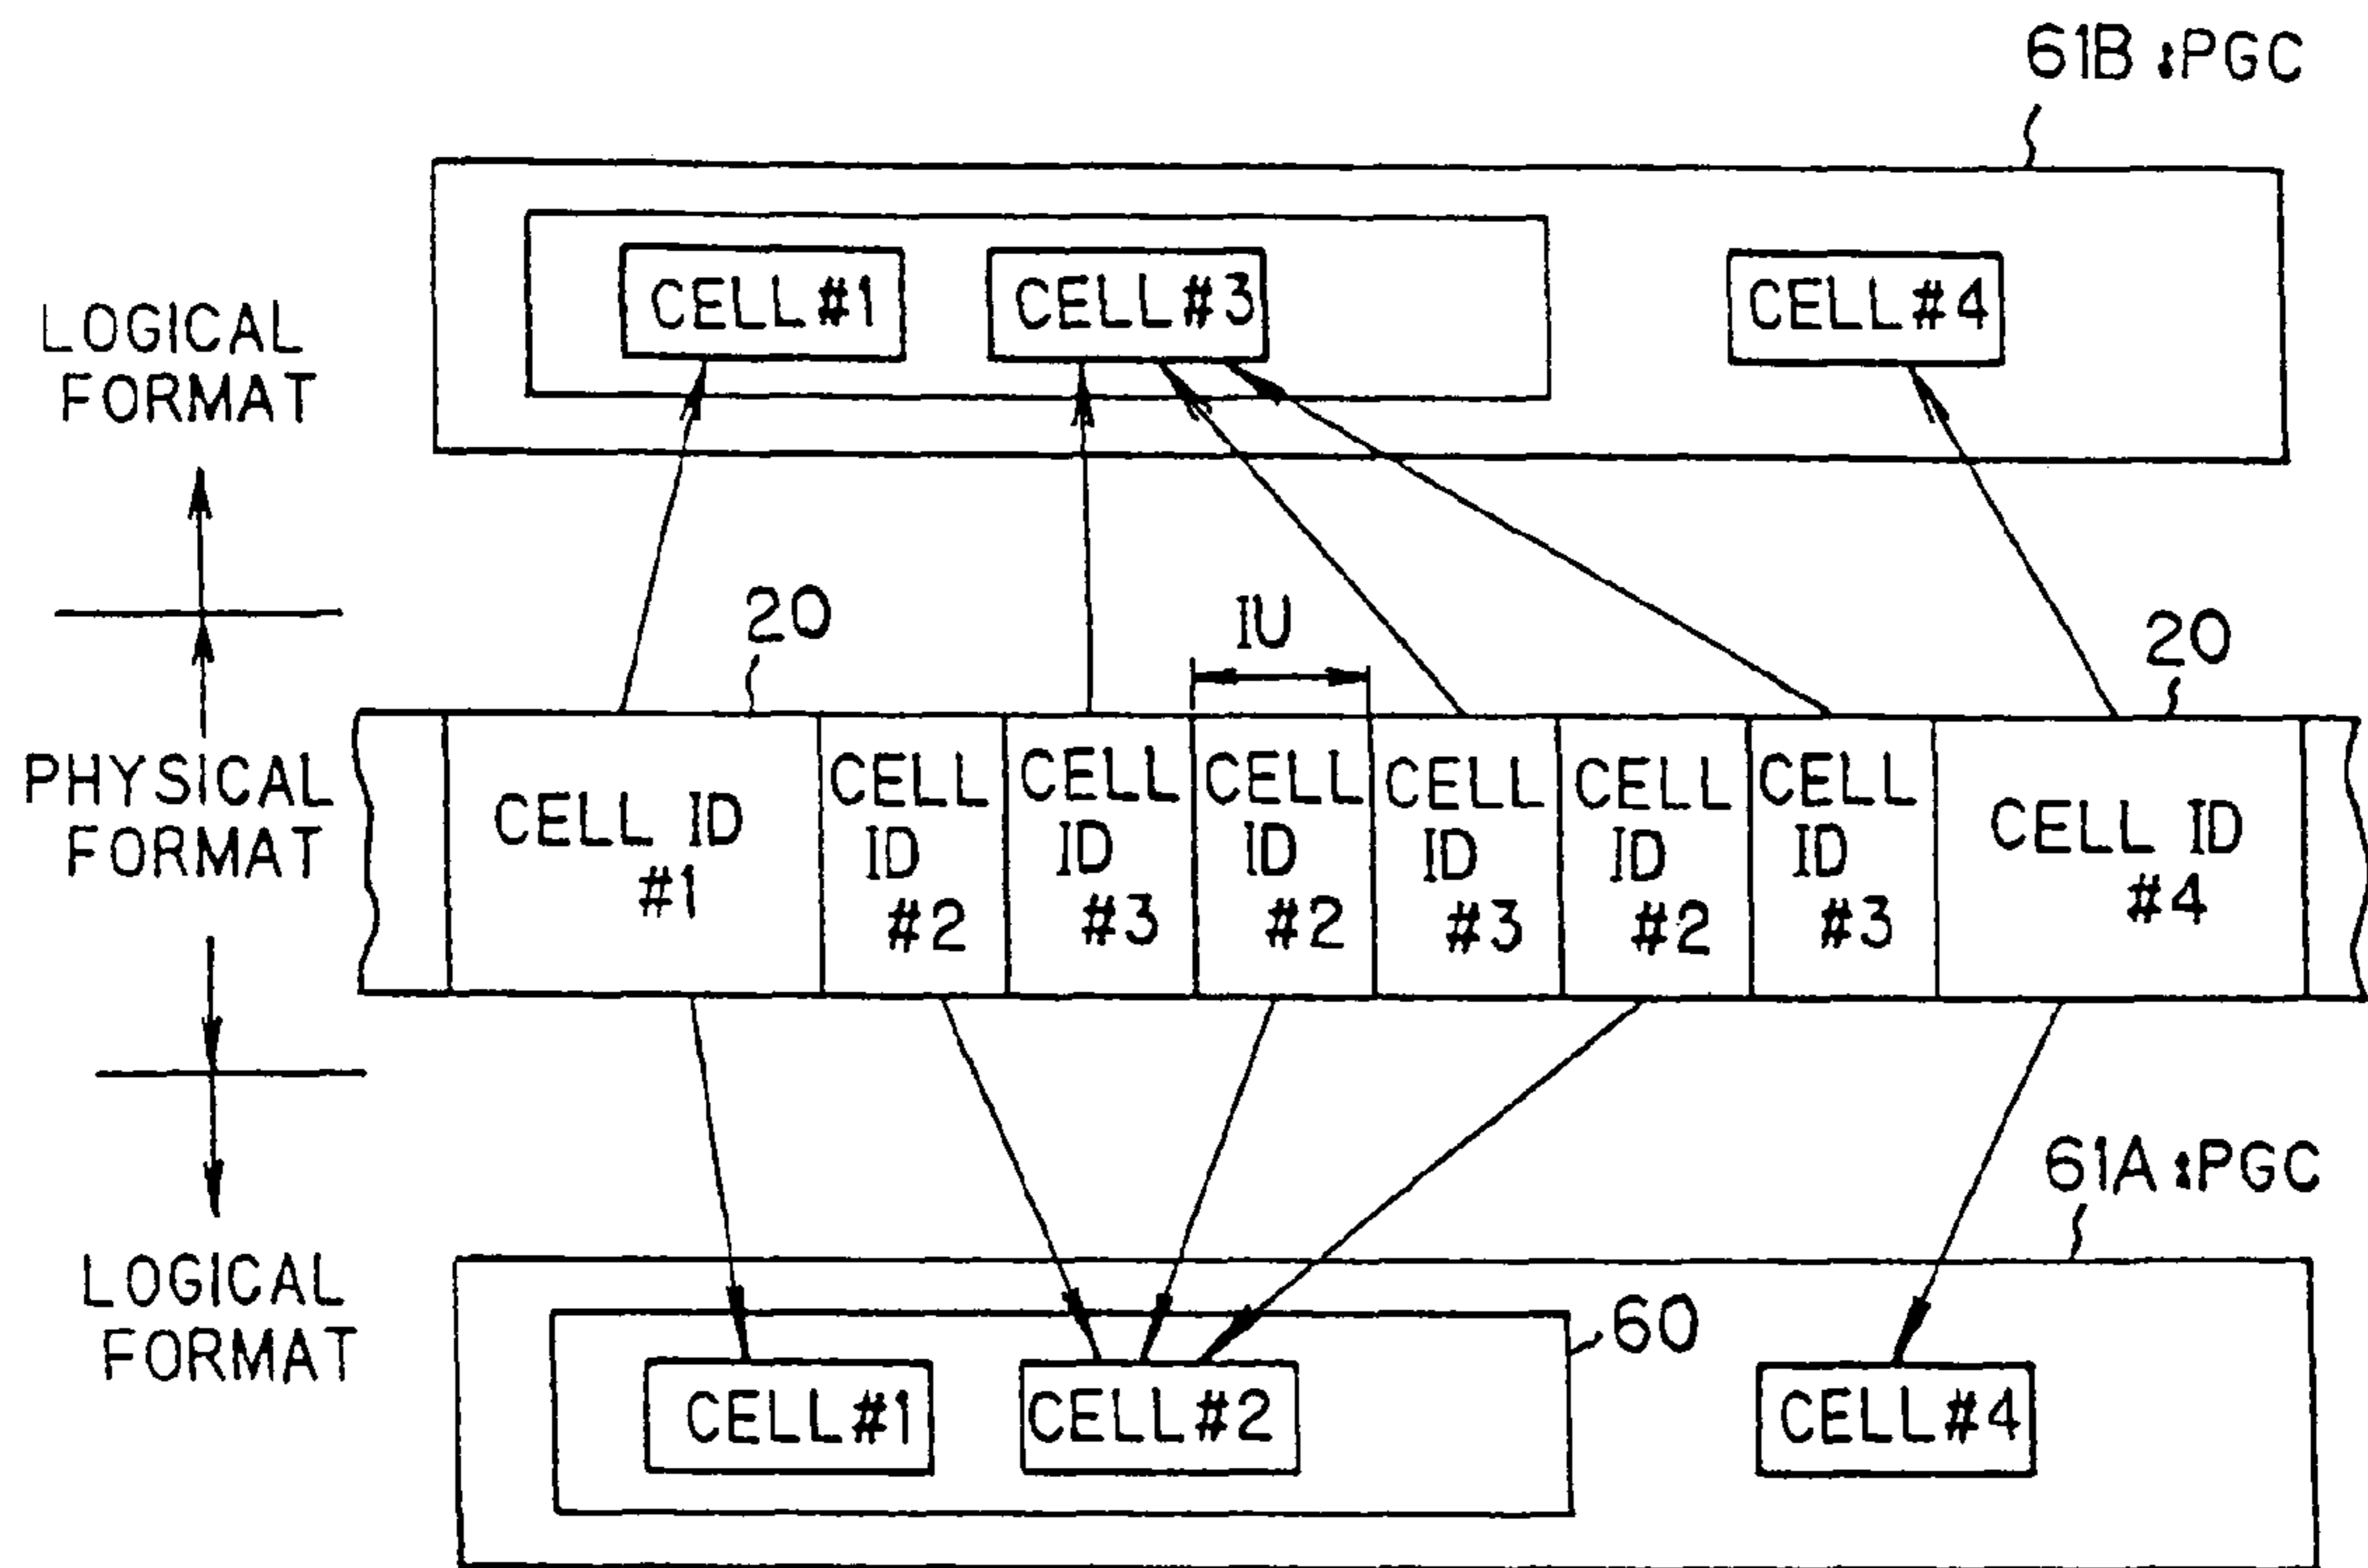 61B :PGC
CELL #1
CELL #3
CELL #4
LOGICAL
FORMAT
20
IU
20
PHYSICAL
FORMAT
CELL ID
#1
CELL
ID
#2
CELL
ID
#3
CELL
ID
#2
CELL
ID
#3
CELL
ID
#2
CELL
ID
#3
CELL ID
#4
61A :PGC
LOGICAL
FORMAT
60
CELL #1
CELL #2
CELL #4